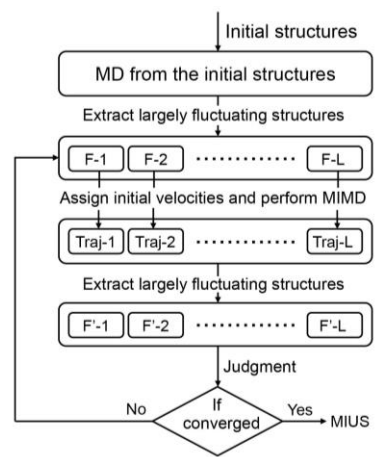 Initial structures
MD from the initial structures
Extract largely fluctuating structures
F-1 F-2 ··············· F-L
Assign initial velocities and perform MIMD
Traj-1 Traj-2 ··············· Traj-L
Extract largely fluctuating structures
F'-1 F'-2 ··············· F'-L
Judgment
No If Yes
converged MIUS